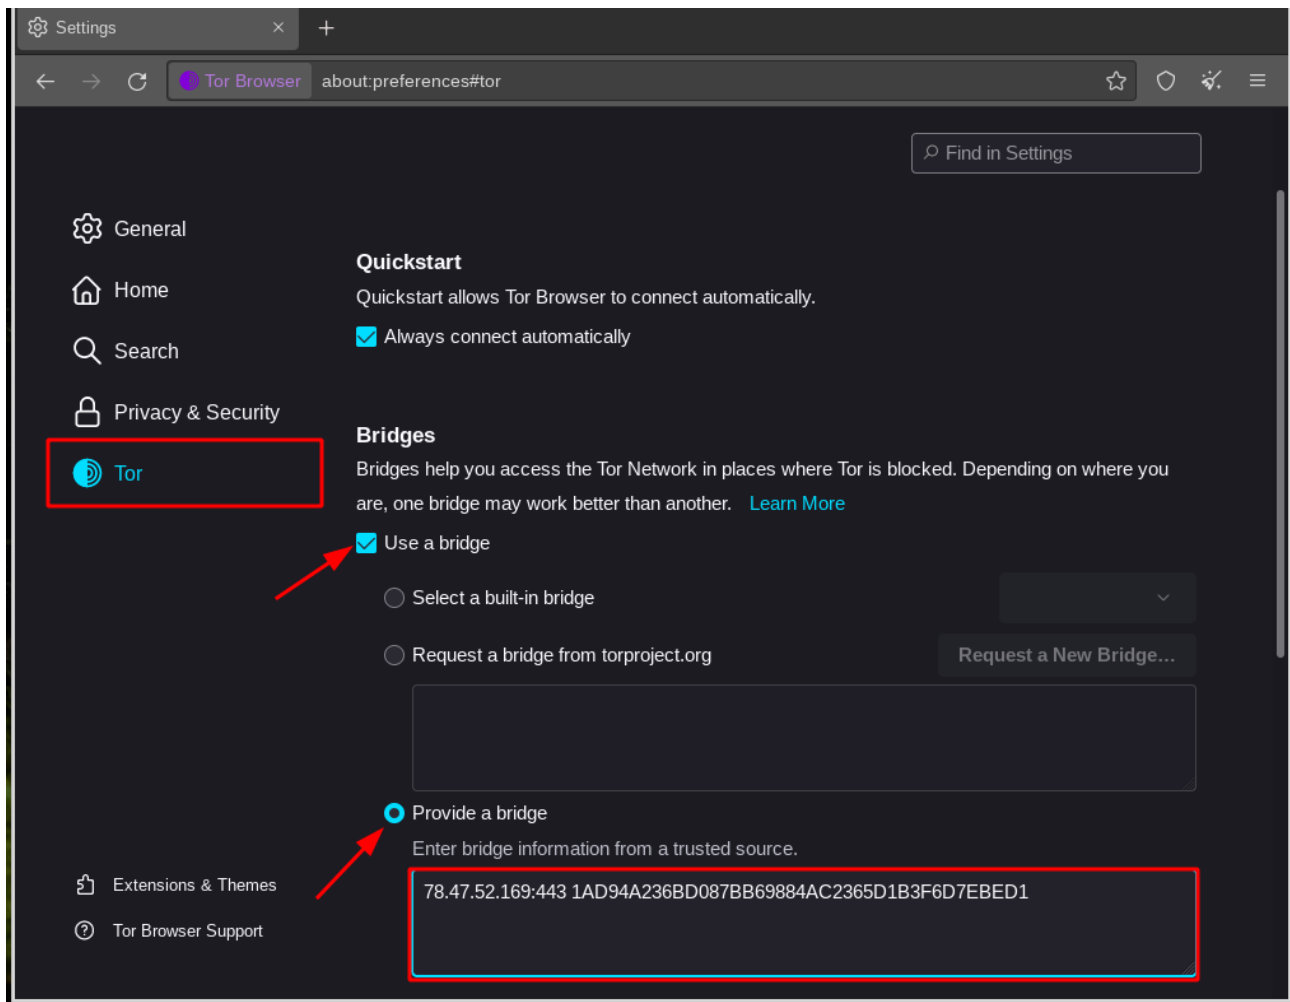 Settings
Tor Browser about:preferences#tor
Find in Settings
General
Home
Search
Privacy & Security
Tor
Quickstart
Quickstart allows Tor Browser to connect automatically.
Always connect automatically
Bridges
Bridges help you access the Tor Network in places where Tor is blocked. Depending on where you
are, one bridge may work better than another. Learn More
Use a bridge
Select a built-in bridge
Request a bridge from torproject.org
Request a New Bridge...
Provide a bridge
Enter bridge information from a trusted source.
78.47.52.169:443 1AD94A236BD087BB69884AC2365D1B3F6D7EBED1
Extensions & Themes
Tor Browser Support